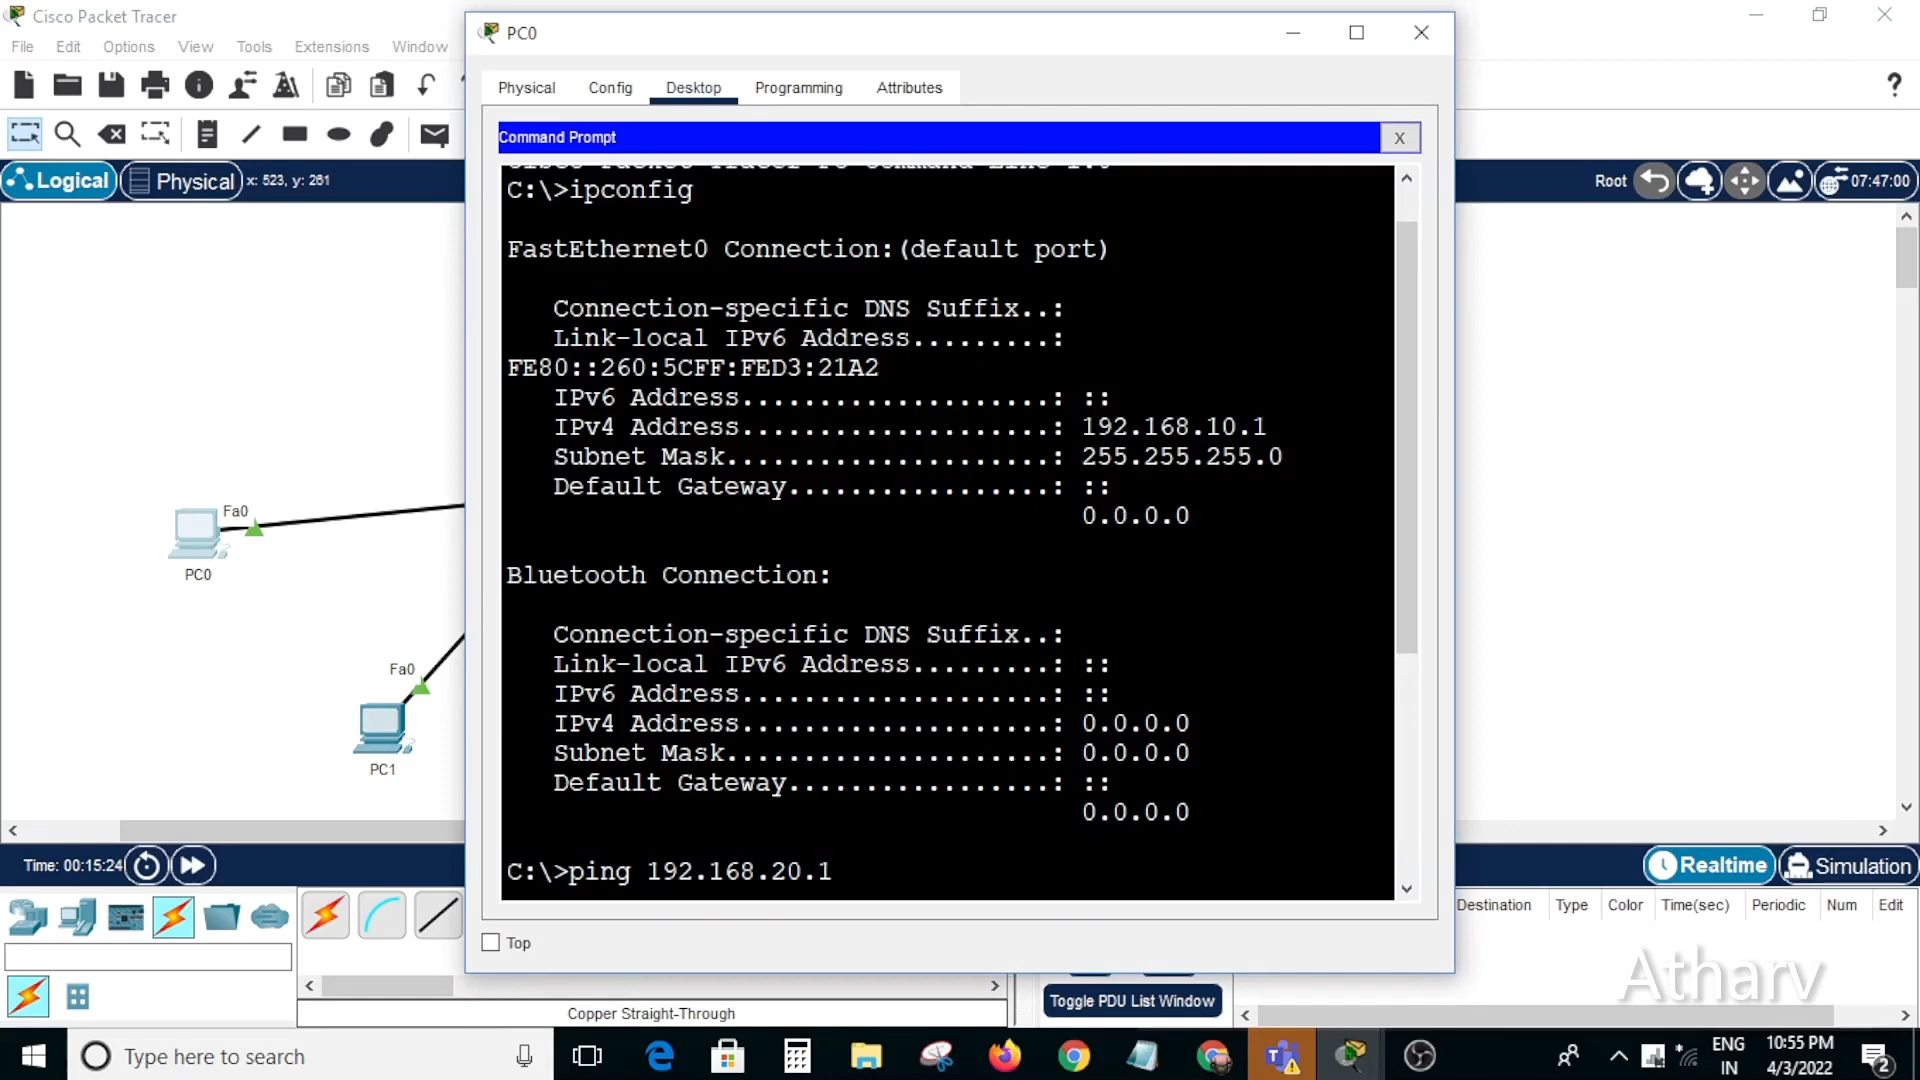 Cisco Packet Tracer
File Edit Options View Tools Extensions Window
PC0
Physical Config Desktop Programming Attributes
Command Prompt
X
C:\>ipconfig
FastEthernet0 Connection:(default port)
Connection-specific DNS Suffix..:
Link-local IPv6 Address.........:
FE80::260:5CFF:FED3:21A2
IPv6 Address....................: ::
IPv4 Address....................: 192.168.10.1
Subnet Mask.....................: 255.255.255.0
Default Gateway.................: ::
0.0.0.0
Bluetooth Connection:
Connection-specific DNS Suffix..:
Link-local IPv6 Address.........: ::
IPv6 Address....................: ::
IPv4 Address....................: 0.0.0.0
Subnet Mask.....................: 0.0.0.0
Default Gateway.................: ::
0.0.0.0
C:\>ping 192.168.20.1
Top
Logical Physical x: 523, y: 261
Root 07:47:00
Fa0
PC0
Fa0
PC1
Time: 00:15:24
Realtime Simulation
Destination Type Color Time(sec) Periodic Num Edit
Atharv
Toggle PDU List Window
Copper Straight-Through
Type here to search
ENG
IN
10:55 PM
4/3/2022
2